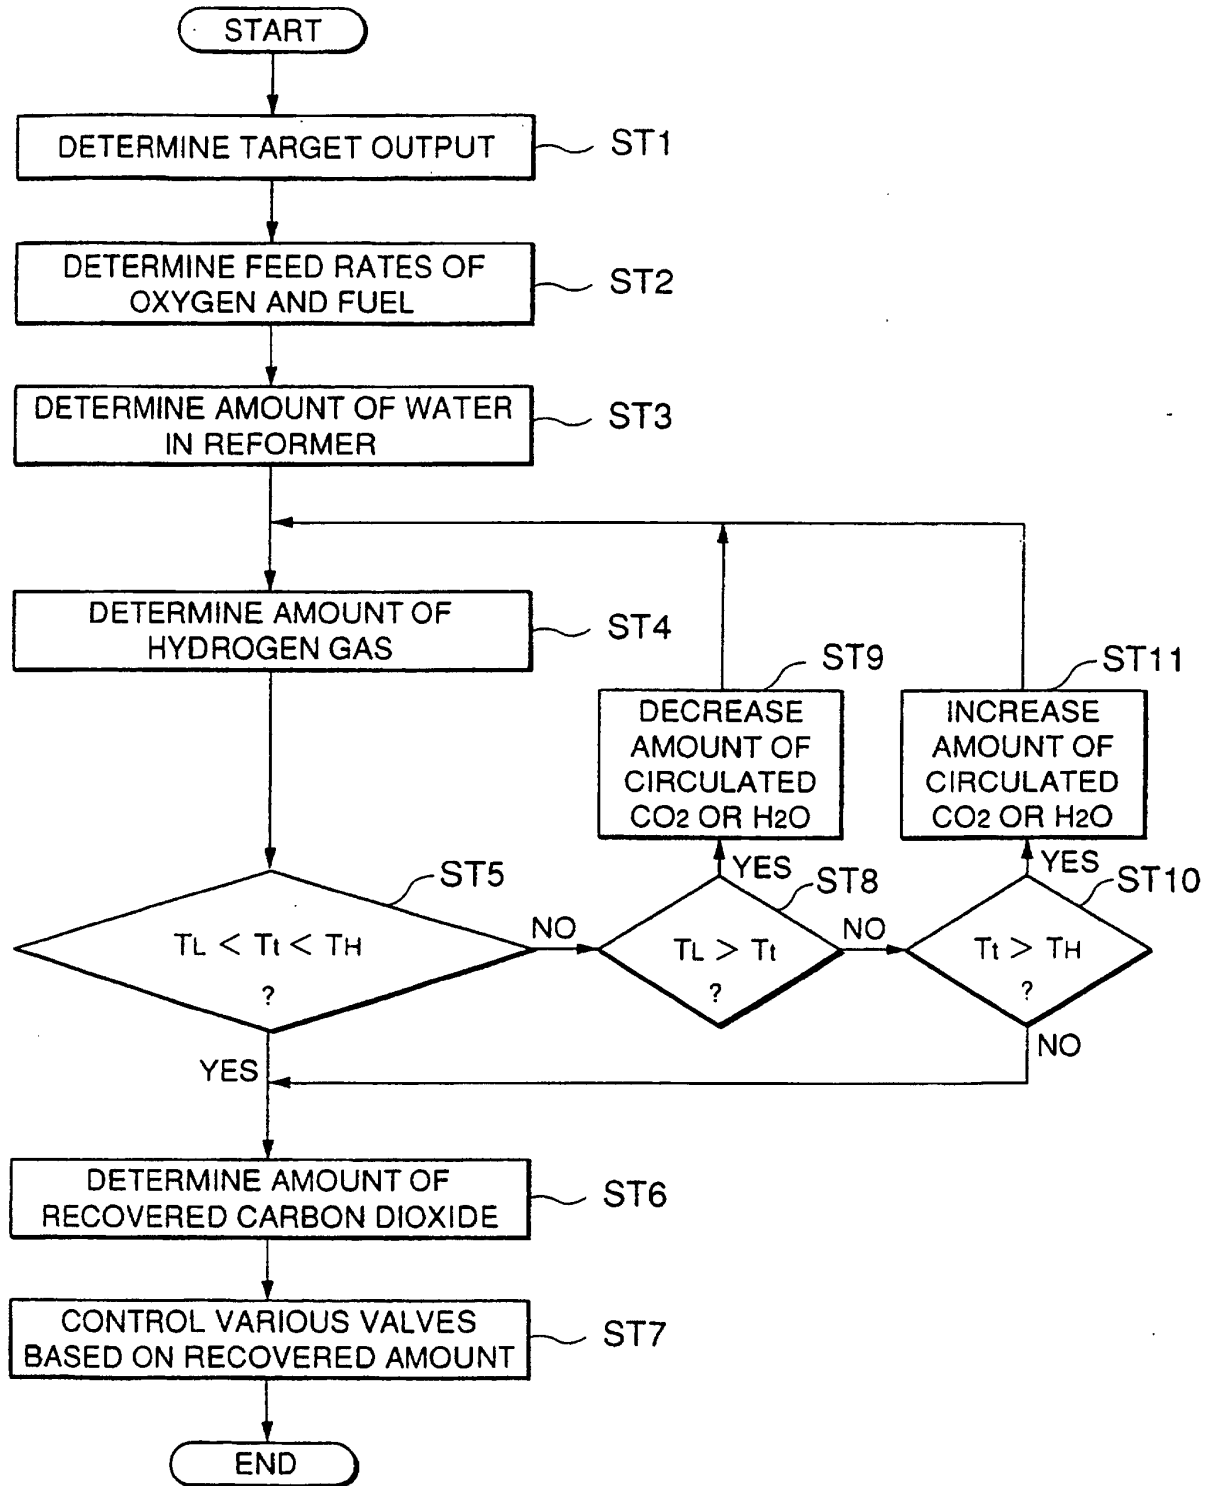 START
DETERMINE TARGET OUTPUT
ST1
DETERMINE FEED RATES OF
OXYGEN AND FUEL
ST2
DETERMINE AMOUNT OF WATER
IN REFORMER
ST3
DETERMINE AMOUNT OF
HYDROGEN GAS
ST4
ST9
DECREASE
AMOUNT OF
CIRCULATED
CO2 OR H2O
ST11
INCREASE
AMOUNT OF
CIRCULATED
CO2 OR H2O
ST5
TL < Tt < TH
?
NO
YES
ST8
TL > Tt
?
NO
YES
ST10
Tt > TH
?
NO
YES
DETERMINE AMOUNT OF
RECOVERED CARBON DIOXIDE
ST6
CONTROL VARIOUS VALVES
BASED ON RECOVERED AMOUNT
ST7
END